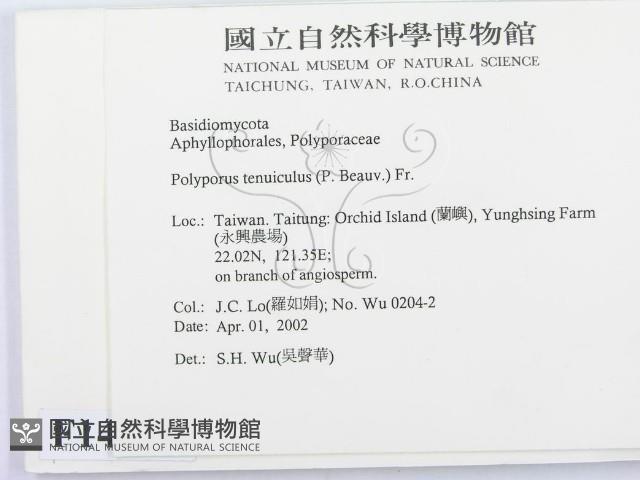 國立自然科學博物館
NATIONAL MUSEUM OF NATURAL SCIENCE
TAICHUNG, TAIWAN, R.O.CHINA
Basidiomycota
Aphyllophorales, Polyporaceae
Polyporus tenuiculus (P. Beauv.) Fr.
Loc.: Taiwan. Taitung: Orchid Island (蘭嶼), Yunghsing Farm
(永興農場)
22.02N, 121.35E;
on branch of angiosperm.
Col.: J.C. Lo(羅如娟); No. Wu 0204-2
Date: Apr. 01, 2002
Det.: S.H. Wu(吳聲華)
國立自然科學博物館
NATIONAL MUSEUM OF NATURAL SCIENCE